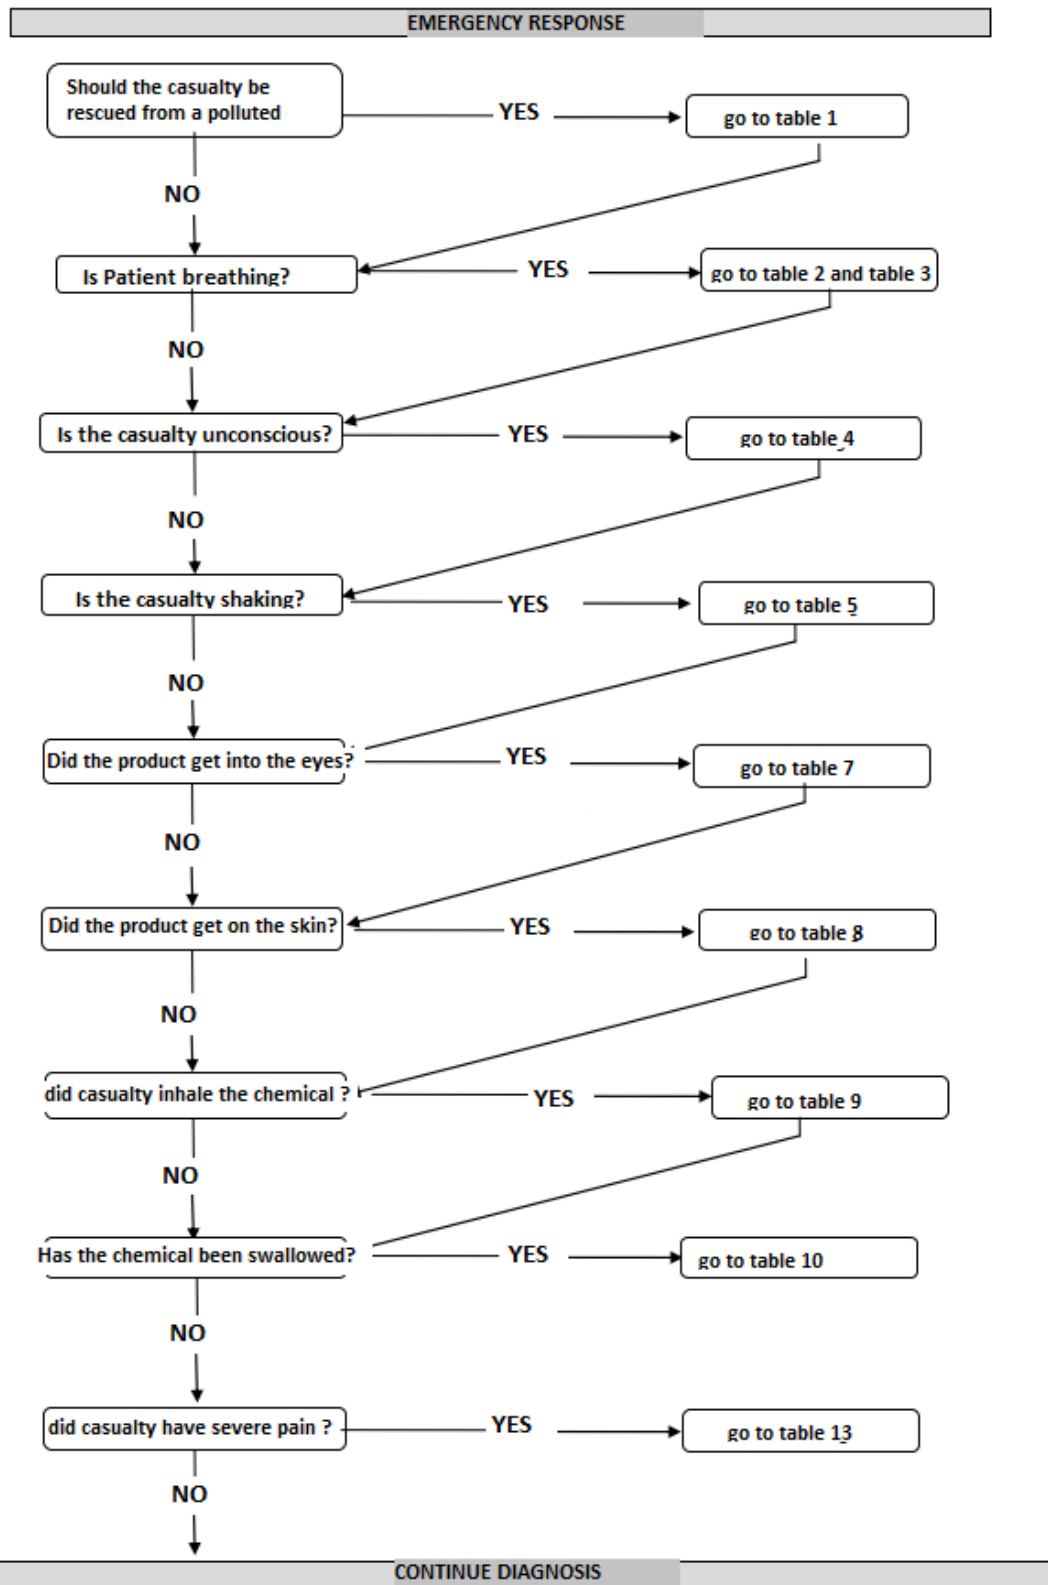 EMERGENCY RESPONSE
Should the casualty be
rescued from a polluted
YES
go to table 1
NO
Is Patient breathing?
YES
go to table 2 and table 3
NO
Is the casualty unconscious?
YES
go to table 4
NO
Is the casualty shaking?
YES
go to table 5
NO
Did the product get into the eyes?
YES
go to table 7
NO
Did the product get on the skin?
YES
go to table 8
NO
did casualty inhale the chemical ?
YES
go to table 9
NO
Has the chemical been swallowed?
YES
go to table 10
NO
did casualty have severe pain ?
YES
go to table 13
NO
CONTINUE DIAGNOSIS